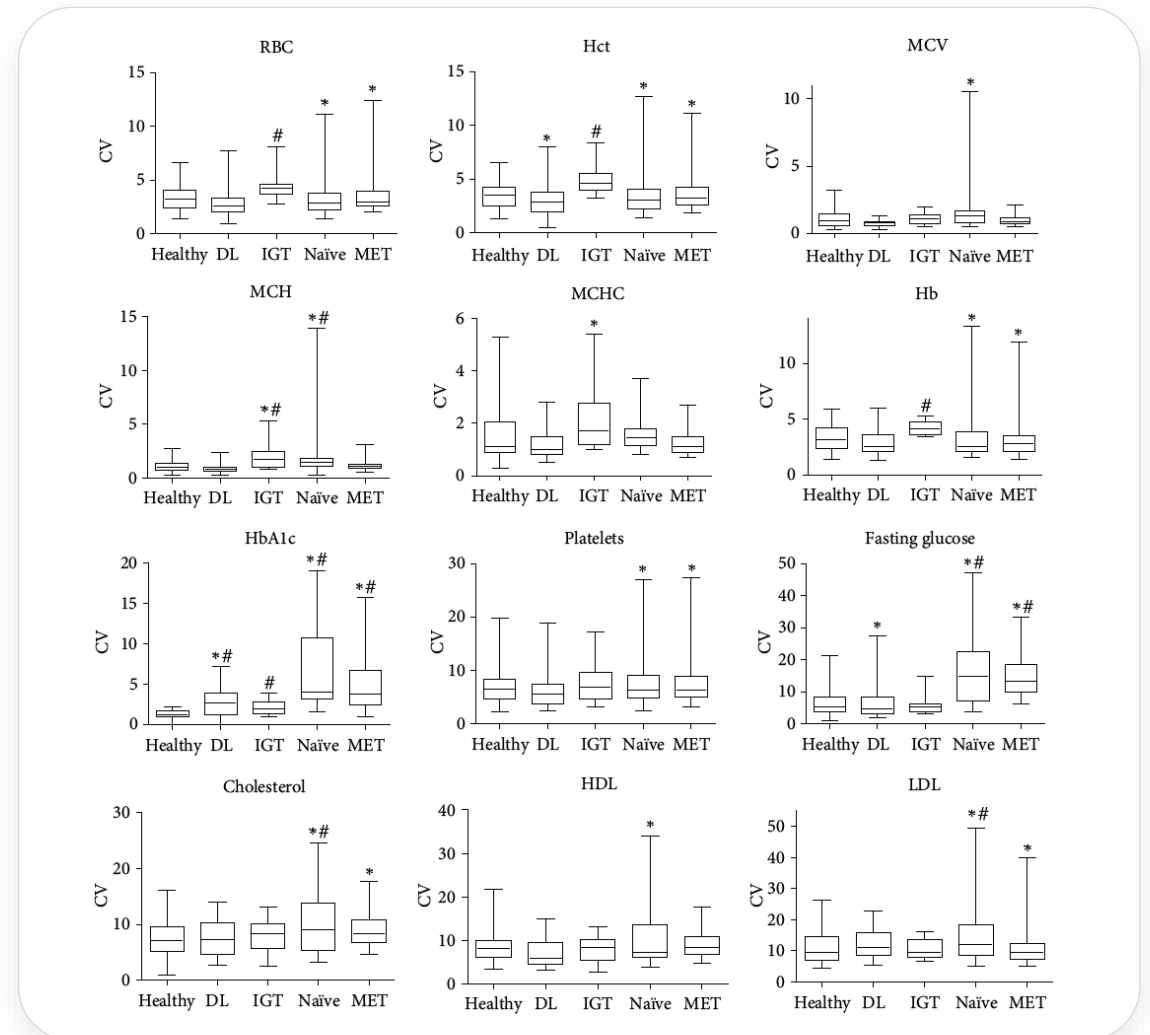 RBC
15
10
5
0
CV
#
*
*
Healthy DL IGT Naïve MET
Hct
15
10
5
0
CV
*
#
*
*
Healthy DL IGT Naïve MET
MCV
10
5
0
CV
*
Healthy DL IGT Naïve MET
MCH
15
10
5
0
CV
*#
*#
Healthy DL IGT Naïve MET
MCHC
6
4
2
0
CV
*
Healthy DL IGT Naïve MET
Hb
10
5
0
CV
#
*
*
Healthy DL IGT Naïve MET
HbA1c
20
15
10
5
0
CV
*#
#
*#
*#
Healthy DL IGT Naïve MET
Platelets
30
20
10
0
CV
*
*
Healthy DL IGT Naïve MET
Fasting glucose
50
40
30
20
10
0
CV
*
*#
*#
Healthy DL IGT Naïve MET
Cholesterol
30
20
10
0
CV
*#
*
Healthy DL IGT Naïve MET
HDL
40
30
20
10
0
CV
*
Healthy DL IGT Naïve MET
LDL
50
40
30
20
10
0
CV
*#
*
Healthy DL IGT Naïve MET